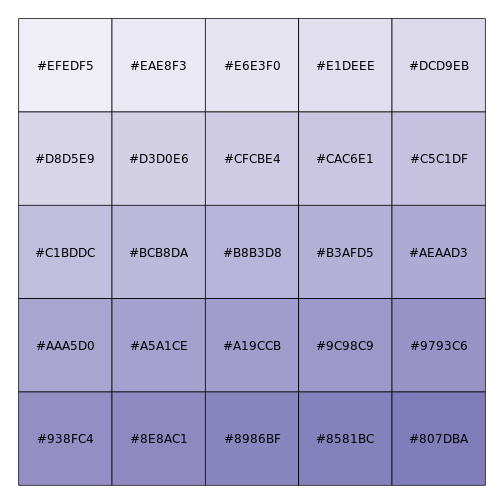 #EFEDF5 #EAE8F3 #E6E3F0 #E1DEEE #DCD9EB
#D8D5E9 #D3D0E6 #CFCBE4 #CAC6E1 #C5C1DF
#C1BDDC #BCB8DA #B8B3D8 #B3AFD5 #AEAAD3
#AAA5D0 #A5A1CE #A19CCB #9C98C9 #9793C6
#938FC4 #8E8AC1 #8986BF #8581BC #807DBA